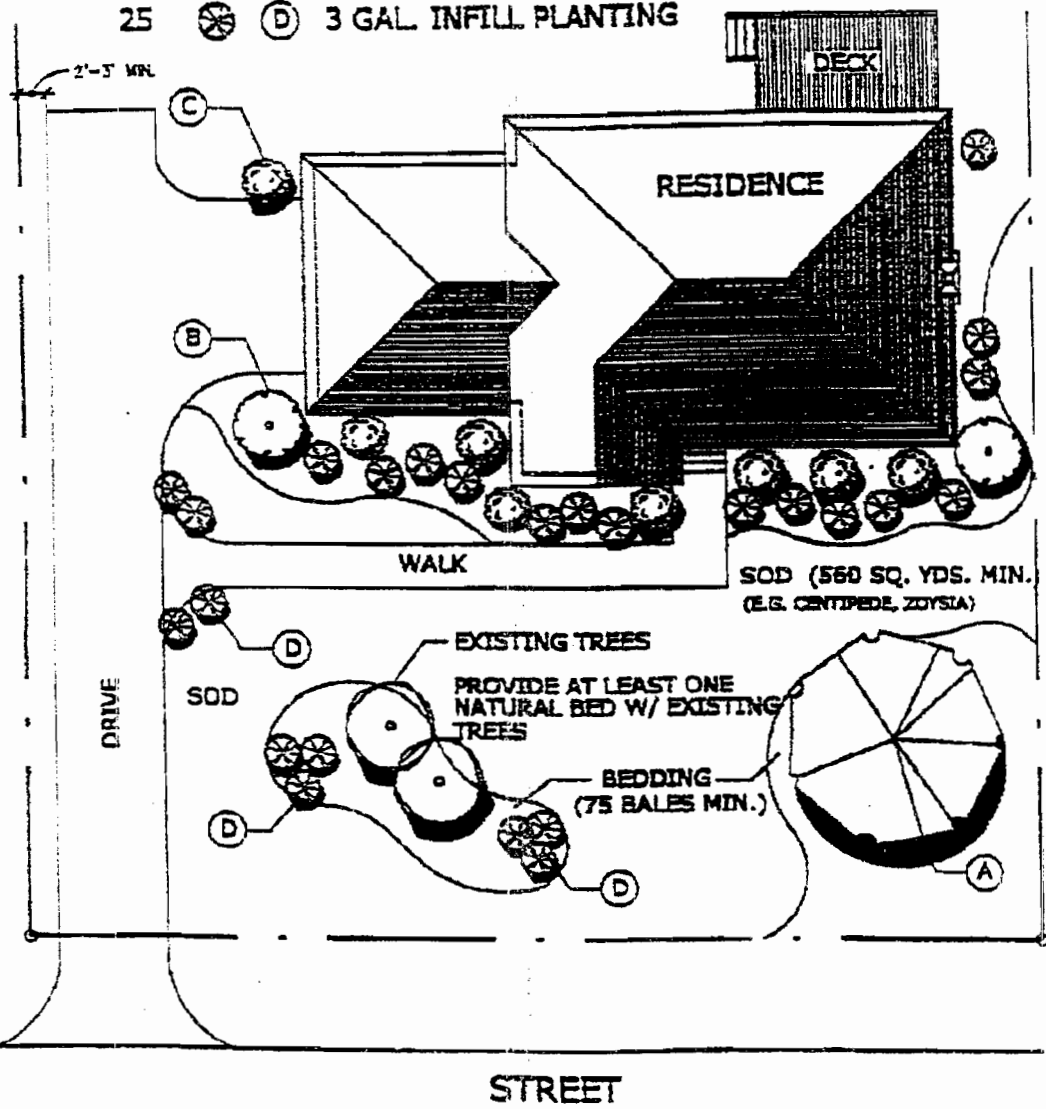 25 D 3 GAL. INFILL PLANTING
2'-3' MIN.
DECK
C
RESIDENCE
B
WALK
SOD (560 SQ. YDS. MIN.
(E.G. CENTIPEDE, ZOYSIA)
D
EXISTING TREES
PROVIDE AT LEAST ONE
NATURAL BED W/ EXISTING
TREES
SOD
DRIVE
BEDDING
(75 BALES MIN.)
D
D
A
STREET